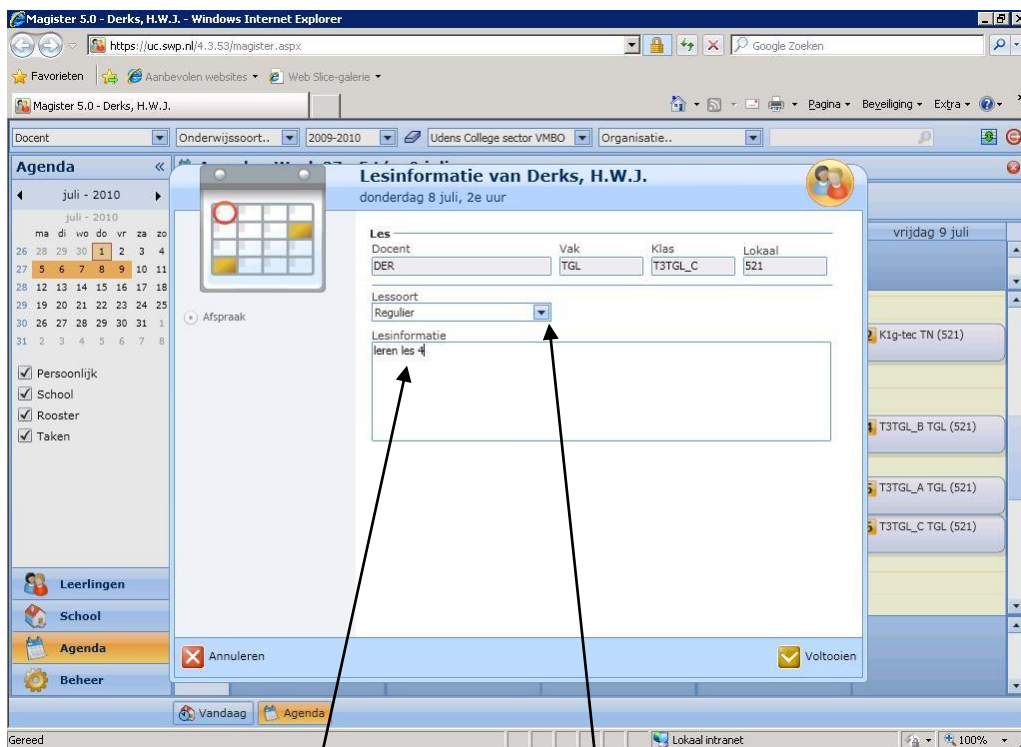 Magister 5.0 - Derks, H.W.J. - Windows Internet Explorer
https://uc.swp.nl/4.3.53/magister.aspx
Google Zoeken
Favorieten
Aanbevolen websites
Web Slice-galerie
Magister 5.0 - Derks, H.W.J.
Pagina
Beveiliging
Extra
Docent
Onderwijssoort..
2009-2010
Udens College sector VMBO
Organisatie..
Agenda
juli - 2010
juli - 2010
ma di wo do vr za zo
26 28 29 30 1 2 3 4
27 5 6 7 8 9 10 11
28 12 13 14 15 16 17 18
29 19 20 21 22 23 24 25
30 26 27 28 29 30 31 1
31 2 3 4 5 6 7 8
Persoonlijk
School
Rooster
Taken
Leerlingen
School
Agenda
Beheer
Lesinformatie van Derks, H.W.J.
donderdag 8 juli, 2e uur
Afspraak
Les
Docent Vak Klas Lokaal
DER TGL T3TGL_C 521
Lessoort
Regulier
Lesinformatie
leren les 4
Annuleren
Voltooien
vrijdag 9 juli
2 K1g-tec TN (521)
4 T3TGL_B TGL (521)
5 T3TGL_A TGL (521)
T3TGL_C TGL (521)
Vandaag
Agenda
Gereed
Lokaal intranet
100%